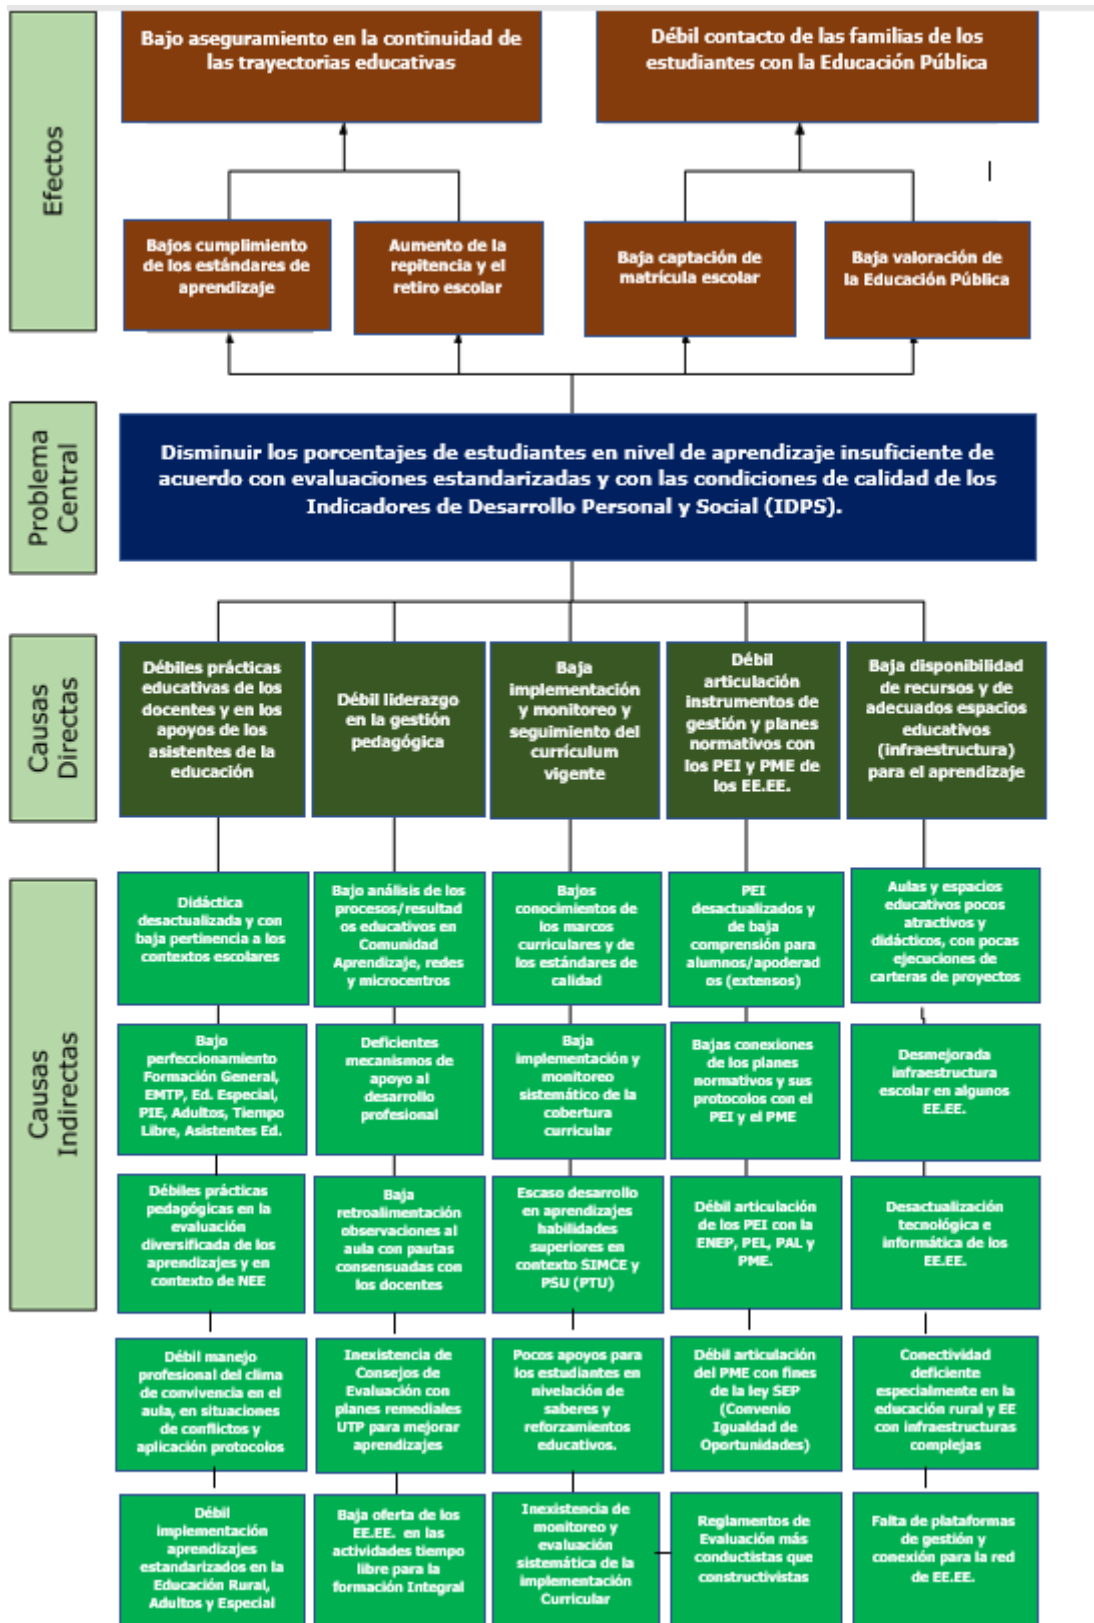 Efectos
Bajo aseguramiento en la continuidad de
las trayectorias educativas
Débil contacto de las familias de los
estudiantes con la Educación Pública
Bajos cumplimiento
de los estándares de
aprendizaje
Aumento de la
repitencia y el
retiro escolar
Baja captación de
matrícula escolar
Baja valoración de
la Educación Pública
Problema
Central
Disminuir los porcentajes de estudiantes en nivel de aprendizaje insuficiente de
acuerdo con evaluaciones estandarizadas y con las condiciones de calidad de los
Indicadores de Desarrollo Personal y Social (IDPS).
Causas
Directas
Débiles prácticas
educativas de los
docentes y en los
apoyos de los
asistentes de la
educación
Débil liderazgo
en la gestión
pedagógica
Baja
implementación
y monitoreo y
seguimiento del
currículum
vigente
Débil
articulación
instrumentos de
gestión y planes
normativos con
los PEI y PME de
los EE.EE.
Baja disponibilidad
de recursos y de
adecuados espacios
educativos
(infraestructura)
para el aprendizaje
Causas
Indirectas
Didáctica
desactualizada y con
baja pertinencia a los
contextos escolares
Bajo análisis de los
procesos/resultad
os educativos en
Comunidad
Aprendizaje, redes
y microcentros
Bajos
conocimientos de
los marcos
curriculares y de
los estándares de
calidad
PEI
desactualizados y
de baja
comprensión para
alumnos/apoderad
os (extensos)
Aulas y espacios
educativos pocos
atractivos y
didácticos, con pocas
ejecuciones de
carteras de proyectos
Bajo
perfeccionamiento
Formación General,
EMTP, Ed. Especial,
PIE, Adultos, Tiempo
Libre, Asistentes Ed.
Deficientes
mecanismos de
apoyo al
desarrollo
profesional
Baja
implementación y
monitoreo
sistemático de la
cobertura
curricular
Bajas conexiones
de los planes
normativos y sus
protocolos con el
PEI y el PME
Desmejorada
infraestructura
escolar en algunos
EE.EE.
Débiles prácticas
pedagógicas en la
evaluación
diversificada de los
aprendizajes y en
contexto de NEE
Baja
retroalimentación
observaciones al
aula con pautas
consensuadas con
los docentes
Escaso desarrollo
en aprendizajes
habilidades
superiores en
contexto SIMCE y
PSU (PTU)
Débil articulación
de los PEI con la
ENEP, PEL, PAL y
PME.
Desactualización
tecnológica e
informática de los
EE.EE.
Débil manejo
profesional del clima
de convivencia en el
aula, en situaciones
de conflictos y
aplicación protocolos
Inexistencia de
Consejos de
Evaluación con
planes remediales
UTP para mejorar
aprendizajes
Pocos apoyos para
los estudiantes en
nivelación de
saberes y
reforzamientos
educativos.
Débil articulación
del PME con fines
de la ley SEP
(Convenio
Igualdad de
Oportunidades)
Conectividad
deficiente
especialmente en la
educación rural y EE
con infraestructuras
complejas
Débil
implementación
aprendizajes
estandarizados en la
Educación Rural,
Adultos y Especial
Baja oferta de los
EE.EE. en las
actividades tiempo
libre para la
formación Integral
Inexistencia de
monitoreo y
evaluación
sistemática de la
implementación
Curricular
Reglamentos de
Evaluación más
conductistas que
constructivistas
Falta de plataformas
de gestión y
conexión para la red
de EE.EE.